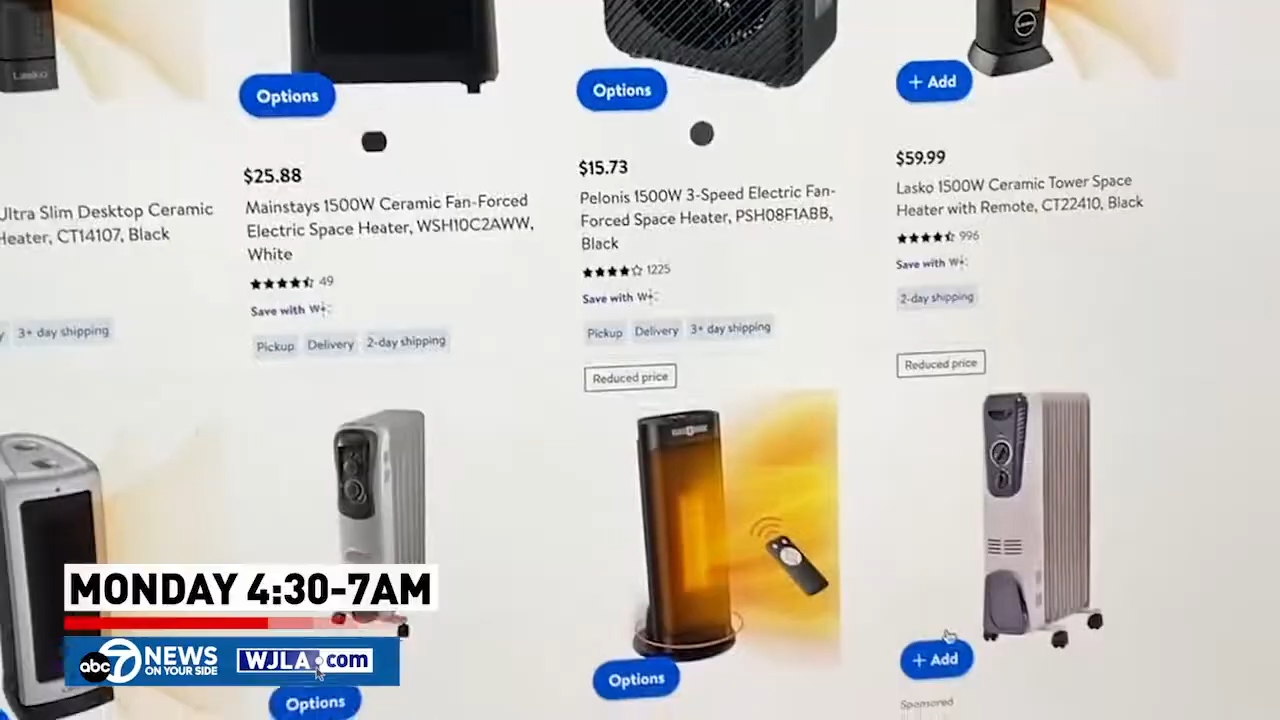 Lasko
Options
Options
+ Add
$25.88
Mainstays 1500W Ceramic Fan-Forced
Electric Space Heater, WSH10C2AWW,
White
49
Save with W+
Pickup Delivery 2-day shipping
$15.73
Pelonis 1500W 3-Speed Electric Fan-
Forced Space Heater, PSH08F1ABB,
Black
1225
Save with W+
Pickup Delivery 3+ day shipping
$59.99
Lasko 1500W Ceramic Tower Space
Heater with Remote, CT22410, Black
996
Save with W+
2-day shipping
Ultra Slim Desktop Ceramic
Heater, CT14107, Black
3+ day shipping
Reduced price
Reduced price
MONDAY 4:30-7AM
abc 7 NEWS
ON YOUR SIDE
WJLA.com
Options
Options
+ Add
Sponsored